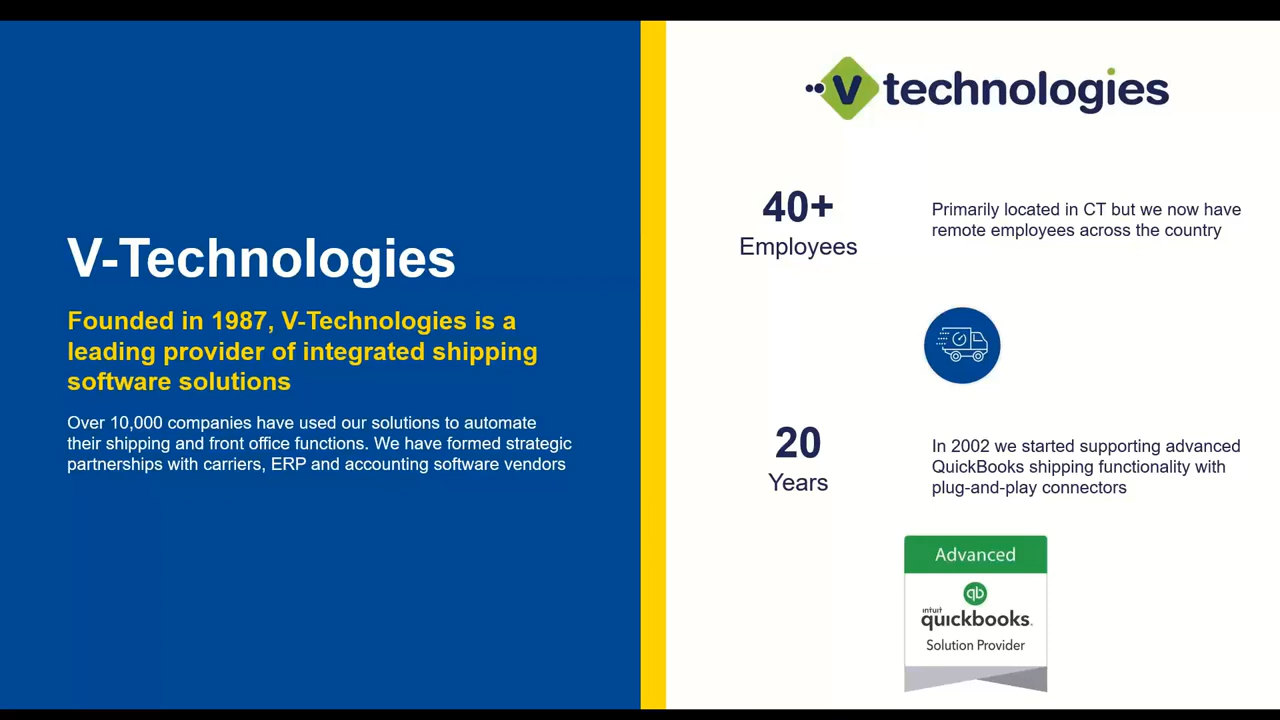 V-Technologies
Founded in 1987, V-Technologies is a
leading provider of integrated shipping
software solutions
Over 10,000 companies have used our solutions to automate
their shipping and front office functions. We have formed strategic
partnerships with carriers, ERP and accounting software vendors
V technologies
40+
Employees
Primarily located in CT but we now have
remote employees across the country
20
Years
In 2002 we started supporting advanced
QuickBooks shipping functionality with
plug-and-play connectors
Advanced
qb
intuit
quickbooks.
Solution Provider